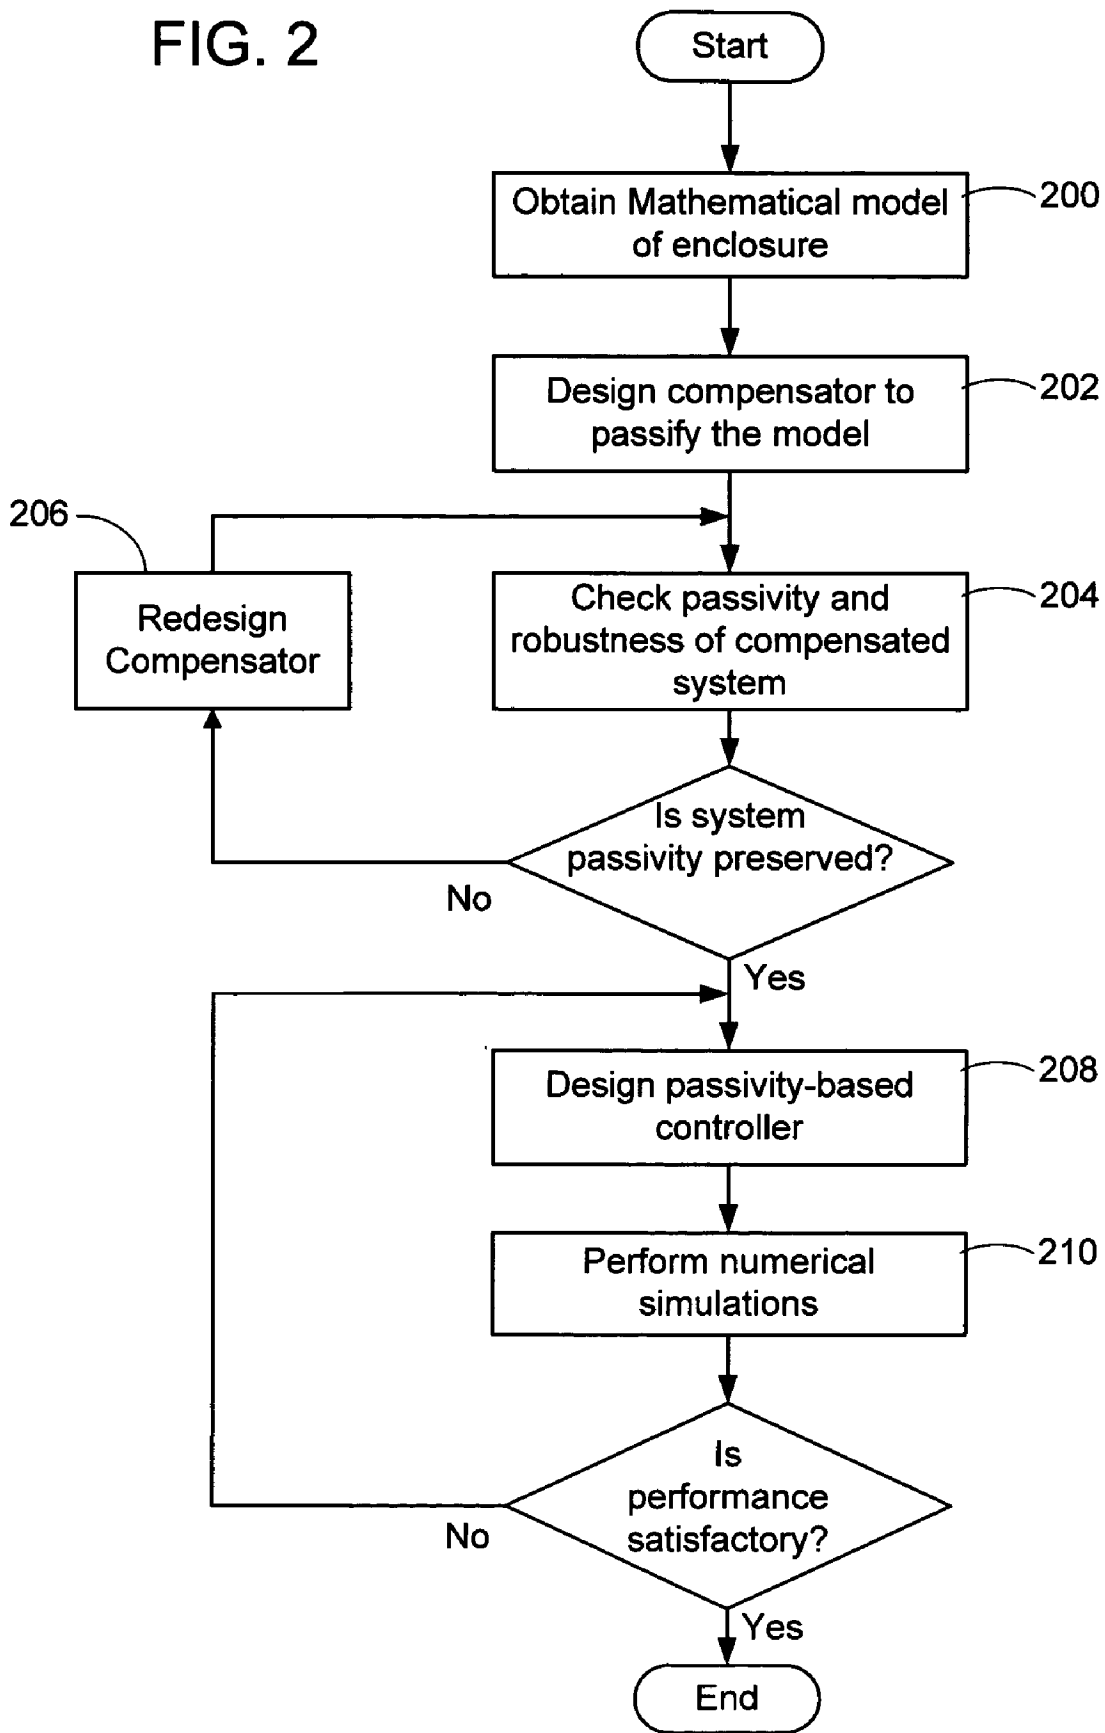 FIG. 2
Start
Obtain Mathematical model
of enclosure
200
Design compensator to
passify the model
202
206
Redesign
Compensator
Check passivity and
robustness of compensated
system
204
Is system
passivity preserved?
No
Yes
Design passivity-based
controller
208
Perform numerical
simulations
210
Is
performance
satisfactory?
No
Yes
End